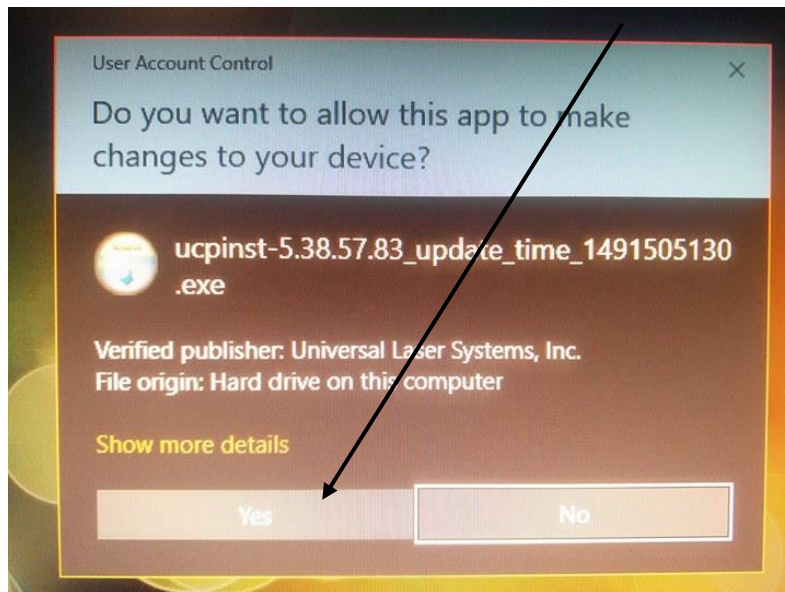 User Account Control
Do you want to allow this app to make
changes to your device?
ucpinst-5.38.57.83_update_time_1491505130
.exe
Verified publisher: Universal Laser Systems, Inc.
File origin: Hard drive on this computer
Show more details
Yes
No